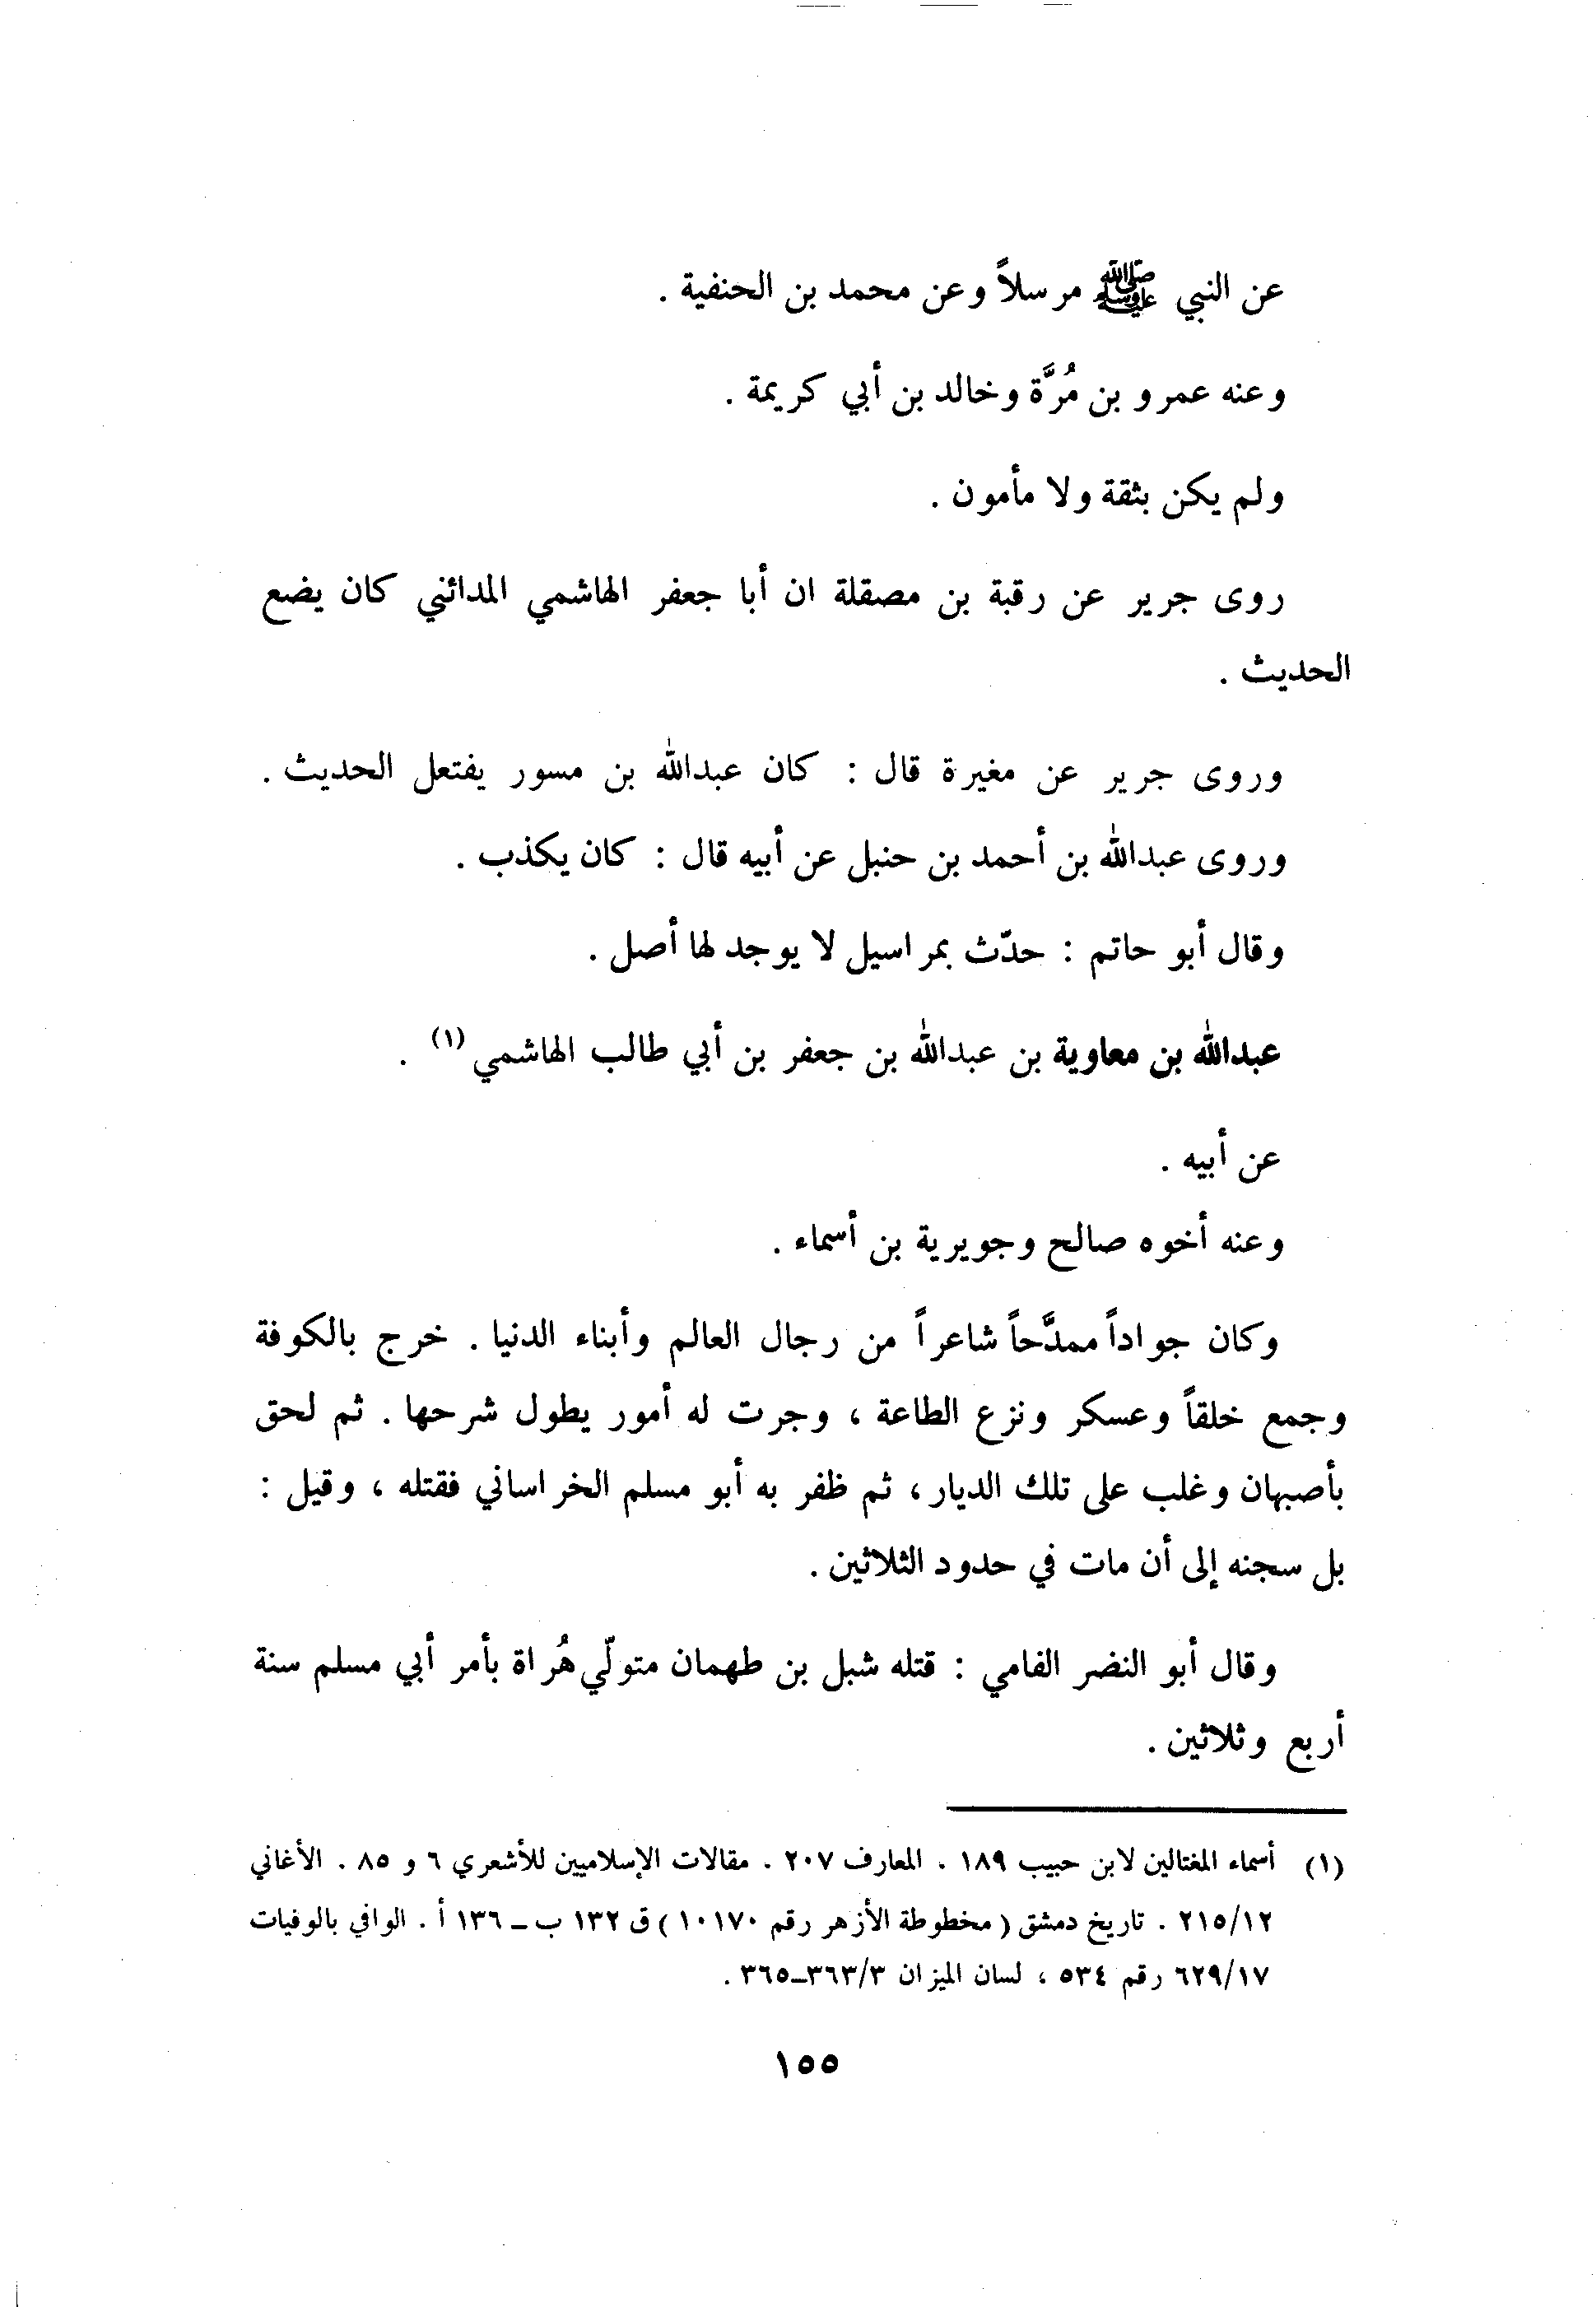 عن النبي ﷺ مرسلاً وعن محمد بن الحنفية .
وعنه عمرو بن مُرَّة وخالد بن أبي كريمة .
ولم يكن بثقة ولا مأمون .
روى جرير عن رقبة بن مصقلة ان أبا جعفر الهاشمي المدائني كان يضع
الحديث .
وروى جرير عن مغيرة قال : كان عبدالله بن مسور يفتعل الحديث .
وروى عبدالله بن أحمد بن حنبل عن أبيه قال : كان يكذب .
وقال أبو حاتم : حدّث بمراسيل لا يوجد لها أصل .
عبدالله بن معاوية بن عبدالله بن جعفر بن أبي طالب الهاشمي (١) .
عن أبيه .
وعنه أخوه صالح وجويرية بن أسماء .
وكان جواداً ممدَّحاً شاعراً من رجال العالم وأبناء الدنيا . خرج بالكوفة
وجمع خلقاً وعسكر ونزع الطاعة ، وجرت له أمور يطول شرحها . ثم لحق
بأصبهان وغلب على تلك الديار ، ثم ظفر به أبو مسلم الخراساني فقتله ، وقيل :
بل سجنه إلى أن مات في حدود الثلاثين .
وقال أبو النضر الفامي : قتله شبل بن طهمان متولّي هُراة بأمر أبي مسلم سنة
أربع وثلاثين .
(١) أسماء المغتالين لابن حبيب ١٨٩ . المعارف ٢٠٧ . مقالات الإسلاميين للأشعري ٦ و ٨٥ . الأغاني
٢١٥/١٢ . تاريخ دمشق ( مخطوطة الأزهر رقم ١٠١٧٠ ) ق ١٣٢ ب ــ ١٣٦ أ . الوافي بالوفيات
٦٢٩/١٧ رقم ٥٣٤ ، لسان الميزان ٣٦٣/٣ــ٣٦٥ .
١٥٥